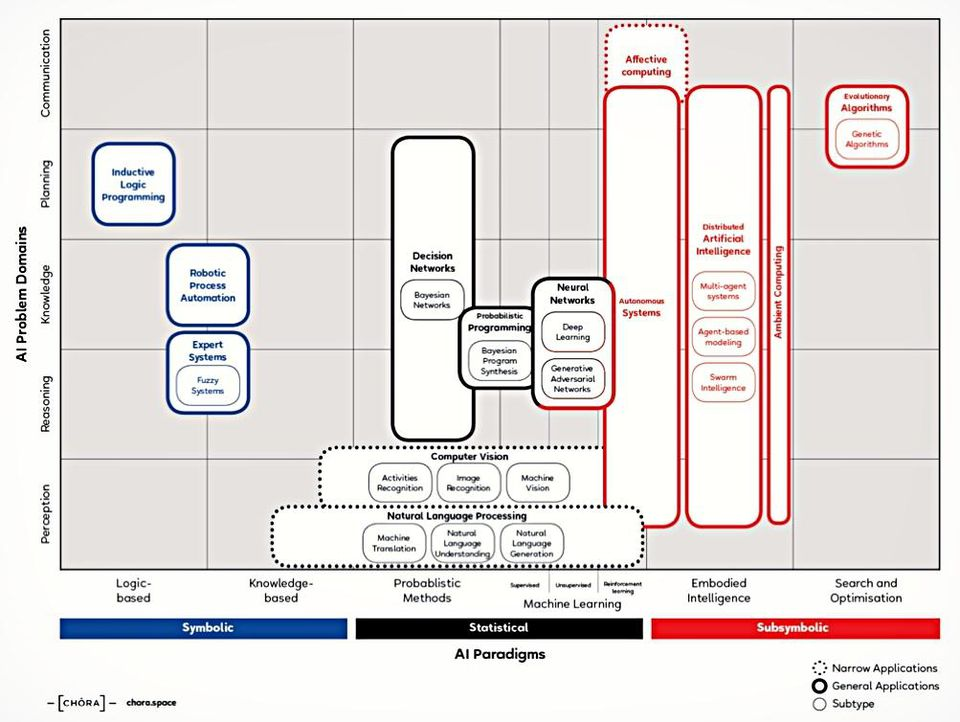 AI Problem Domains
Communication
Planning
Knowledge
Reasoning
Perception
Affective
computing
Evolutionary
Algorithms
Genetic
Algorithms
Inductive
Logic
Programming
Robotic
Process
Automation
Expert
Systems
Fuzzy
Systems
Decision
Networks
Bayesian
Networks
Probabilistic
Programming
Bayesian
Program
Synthesis
Neural
Networks
Deep
Learning
Generative
Adversarial
Networks
Autonomous
Systems
Distributed
Artificial
Intelligence
Multi-agent
systems
Agent-based
modeling
Swarm
Intelligence
Ambient Computing
Computer Vision
Activities
Recognition
Image
Recognition
Machine
Vision
Natural Language Processing
Machine
Translation
Natural
Language
Understanding
Natural
Language
Generation
Logic-
based
Knowledge-
based
Probablistic
Methods
Supervised
Unsupervised
Reinforcement
learning
Machine Learning
Embodied
Intelligence
Search and
Optimisation
Symbolic
Statistical
Subsymbolic
AI Paradigms
Narrow Applications
General Applications
Subtype
–[CHÔRA]– chora.space